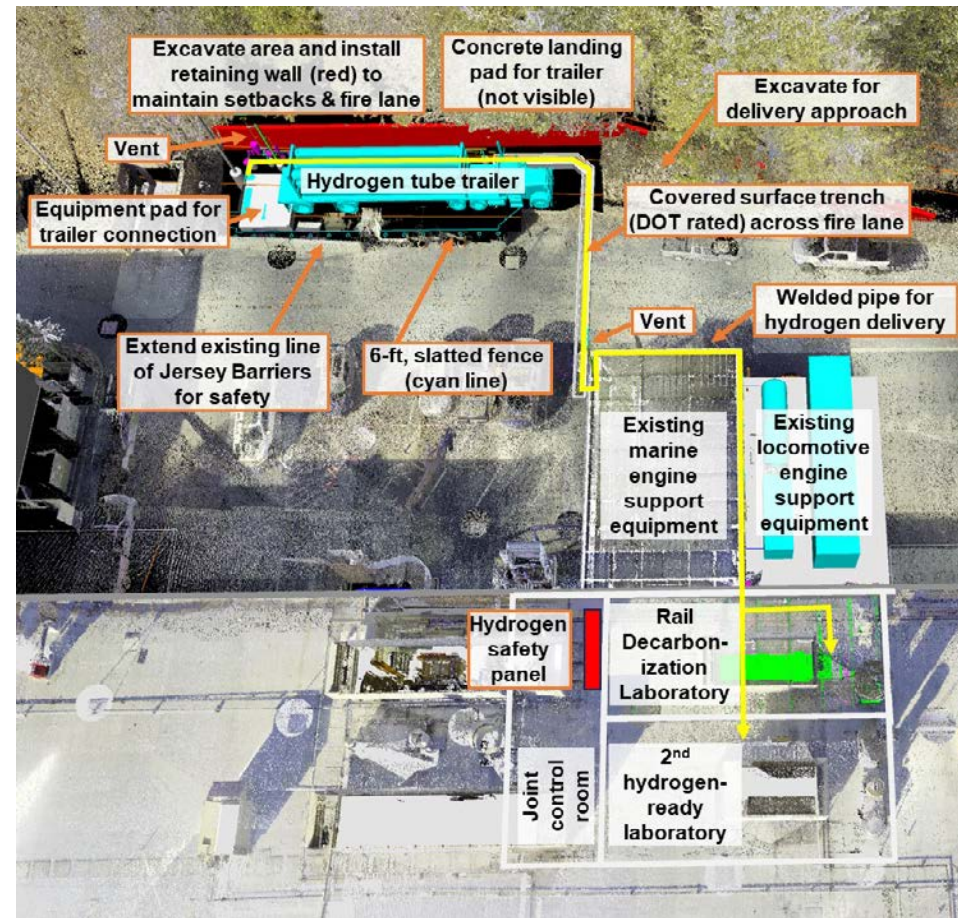 Excavate area and install
retaining wall (red) to
maintain setbacks & fire lane
Concrete landing
pad for trailer
(not visible)
Excavate for
delivery approach
Vent
Hydrogen tube trailer
Equipment pad for
trailer connection
Covered surface trench
(DOT rated) across fire lane
Welded pipe for
hydrogen delivery
Vent
Extend existing line
of Jersey Barriers
for safety
6-ft, slatted fence
(cyan line)
Existing
marine
engine
support
equipment
Existing
locomotive
engine
support
equipment
Hydrogen
safety
panel
Rail
Decarbon-
ization
Laboratory
Joint
control
room
2nd
hydrogen-
ready
laboratory